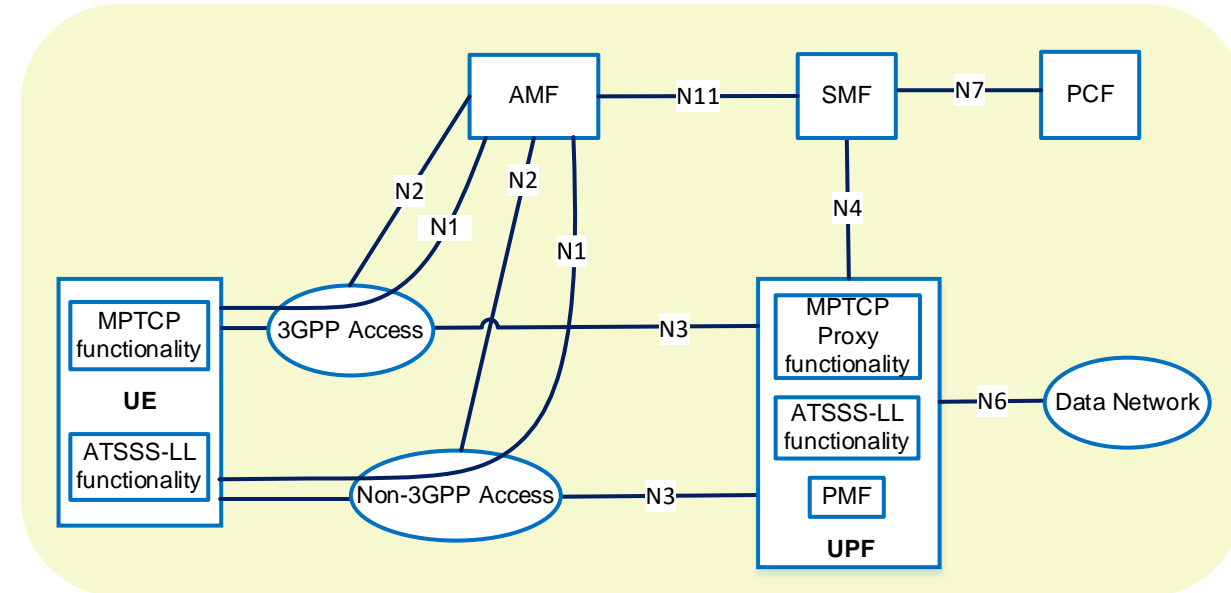 AMF
N11
SMF
N7
PCF
N2
N2
N1
N1
N4
MPTCP
functionality
UE
ATSSS-LL
functionality
3GPP Access
N3
Non-3GPP Access
N3
MPTCP
Proxy
functionality
ATSSS-LL
functionality
PMF
UPF
N6
Data Network